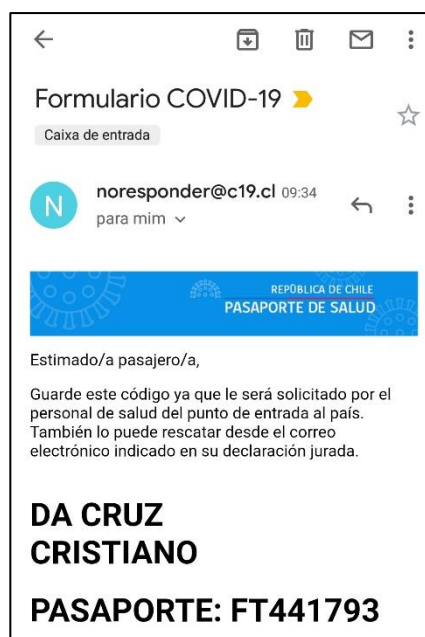 Formulario COVID-19
Caixa de entrada
N
noresponder@c19.cl 09:34
para mim
REPÚBLICA DE CHILE
PASAPORTE DE SALUD
Estimado/a pasajero/a,
Guarde este código ya que le será solicitado por el
personal de salud del punto de entrada al país.
También lo puede rescatar desde el correo
electrónico indicado en su declaración jurada.
DA CRUZ
CRISTIANO
PASAPORTE: FT441793